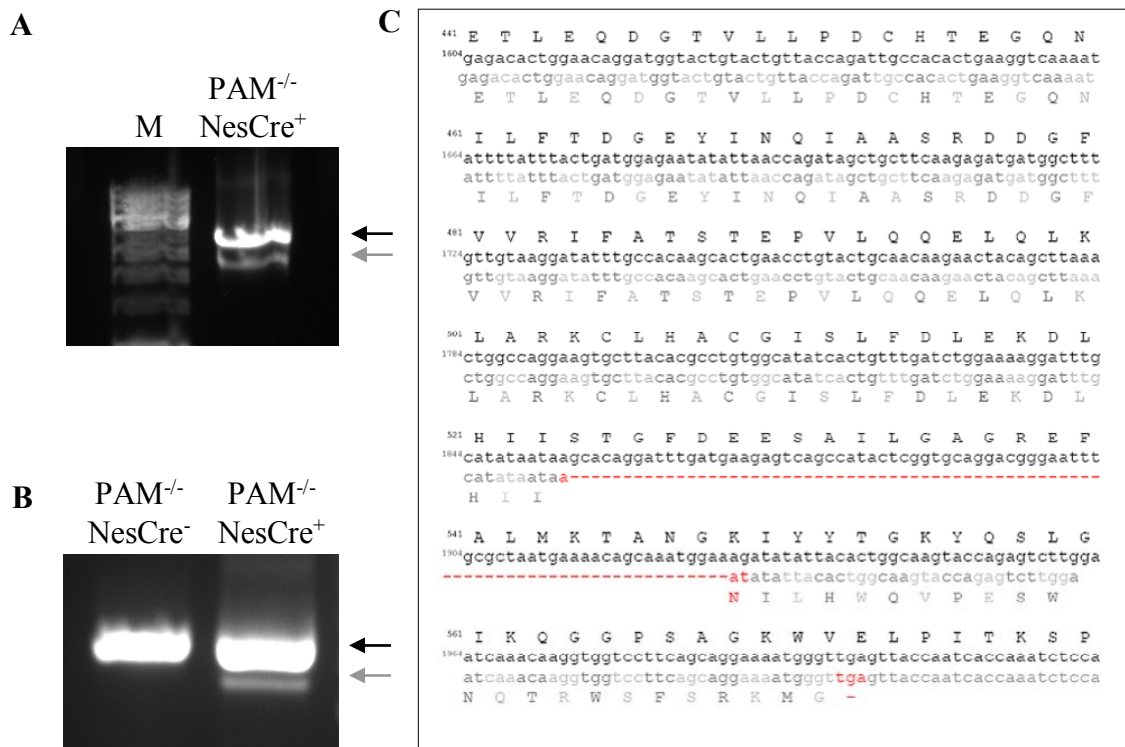 A
M
PAM-/-
NesCre+
B
PAM-/-
NesCre-
PAM-/-
NesCre+
C
441 E T L E Q D G T V L L P D C H T E G Q N
1604 gagacactggaacaggatggtactgtactgttaccagattgccacactgaaggtcaaaat
gagacactggaacaggatggtactgtactgttaccagattgccacactgaaggtcaaaat
E T L E Q D G T V L L P D C H T E G Q N
461 I L F T D G E Y I N Q I A A S R D D G F
1664 attttatttactgatggagaatatattaaccagatagctgcttcaagagatgatggcttt
attttatttactgatggagaatatattaaccagatagctgcttcaagagatgatggcttt
I L F T D G E Y I N Q I A A S R D D G F
481 V V R I F A T S T E P V L Q Q E L Q L K
1724 gttgtaaggatatttgccacaagcactgaacctgtactgcaacaagaactacagcttaaa
gttgtaaggatatttgccacaagcactgaacctgtactgcaacaagaactacagcttaaa
V V R I F A T S T E P V L Q Q E L Q L K
501 L A R K C L H A C G I S L F D L E K D L
1784 ctggccaggaagtgcttacacgcctgtggcatatcactgtttgatctggaaaaggatttg
ctggccaggaagtgcttacacgcctgtggcatatcactgtttgatctggaaaaggatttg
L A R K C L H A C G I S L F D L E K D L
521 H I I S T G F D E E S A I L G A G R E F
1844 catataataagcacaggatttgatgaagagtcagccatactcggtgcaggacgggaattt
catataataa--------------------------------------------------
H I I
541 A L M K T A N G K I Y Y T G K Y Q S L G
1904 gcgctaatgaaaacagcaaatggaaagatatattacactggcaagtaccagagtcttgga
---------------------------atatattacactggcaagtaccagagtcttgga
N I L H W Q V P E S W
561 I K Q G G P S A G K W V E L P I T K S P
1964 atcaaacaaggtggtccttcagcaggaaaatgggttgagttaccaatcaccaaatctcca
atcaaacaaggtggtccttcagcaggaaaatgggttgagttaccaatcaccaaatctcca
N Q T R W S F S R K M G -